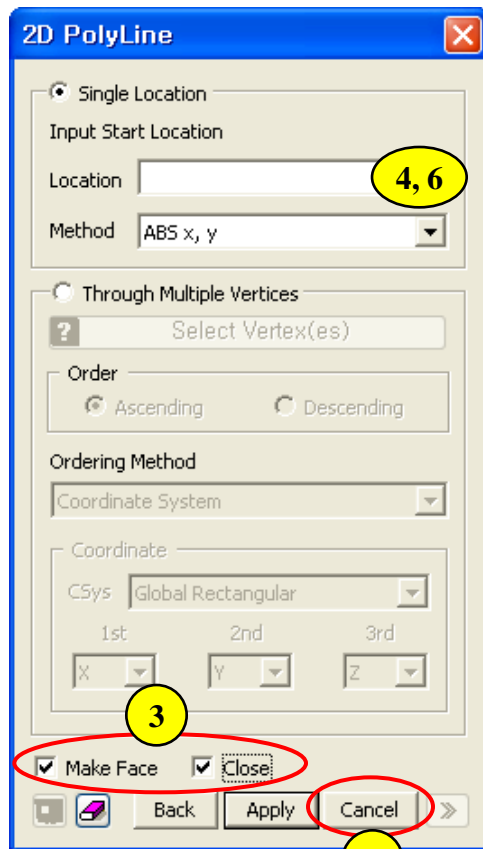 2D PolyLine
Single Location
Input Start Location
Location
4, 6
Method ABS x, y
Through Multiple Vertices
? Select Vertex(es)
Order
Ascending Descending
Ordering Method
Coordinate System
Coordinate
CSys Global Rectangular
1st 2nd 3rd
X Y Z
3
Make Face Close
Back Apply Cancel >>